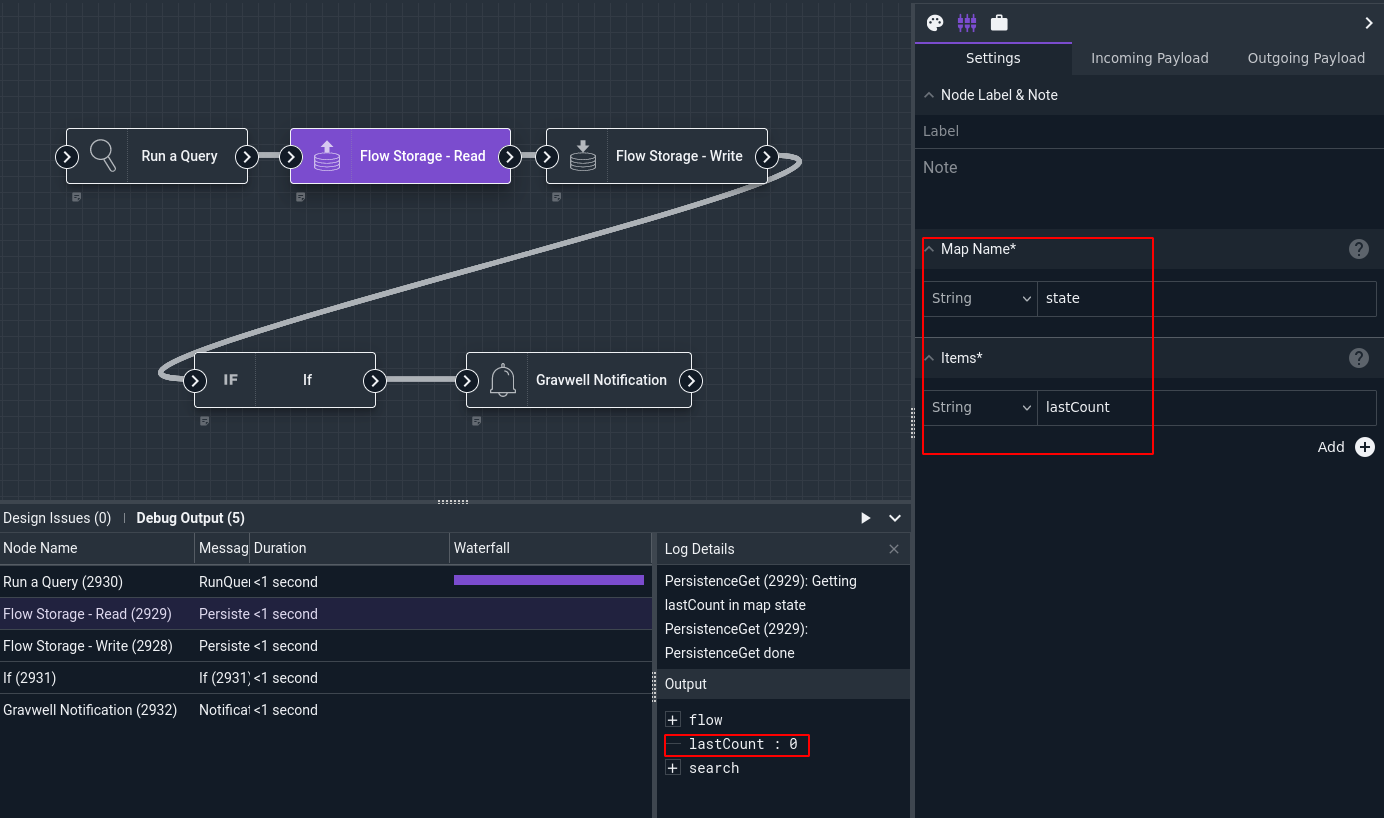 Run a Query
Flow Storage - Read
Flow Storage - Write
IF
If
Gravwell Notification
Settings
Incoming Payload
Outgoing Payload
Node Label & Note
Label
Note
Map Name*
?
String
state
Items*
?
String
lastCount
Add
Design Issues (0)
Debug Output (5)
Node Name
Messag
Duration
Waterfall
Run a Query (2930)
RunQuer
<1 second
Flow Storage - Read (2929)
Persiste
<1 second
Flow Storage - Write (2928)
Persiste
<1 second
If (2931)
If (2931)
<1 second
Gravwell Notification (2932)
Notificat
<1 second
Log Details
PersistenceGet (2929): Getting
lastCount in map state
PersistenceGet (2929):
PersistenceGet done
Output
flow
lastCount : 0
search